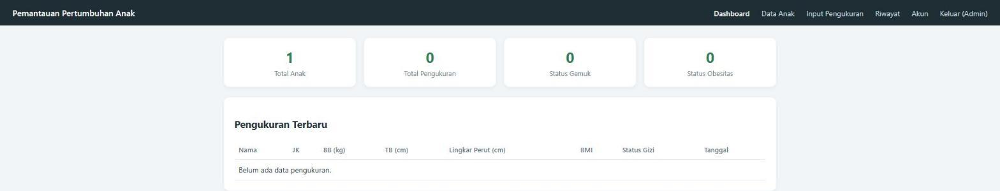 Pemantauan Pertumbuhan Anak Dashboard Data Anak Input Pengukuran Riwayat Akun Keluar (Admin)
1 0 0 0
Total Anak Total Pengukuran Status Gemuk Status Obesitas
Pengukuran Terbaru
Nama JK BB (kg) TB (cm) Lingkar Perut (cm) BMI Status Gizi Tanggal
Belum ada data pengukuran.